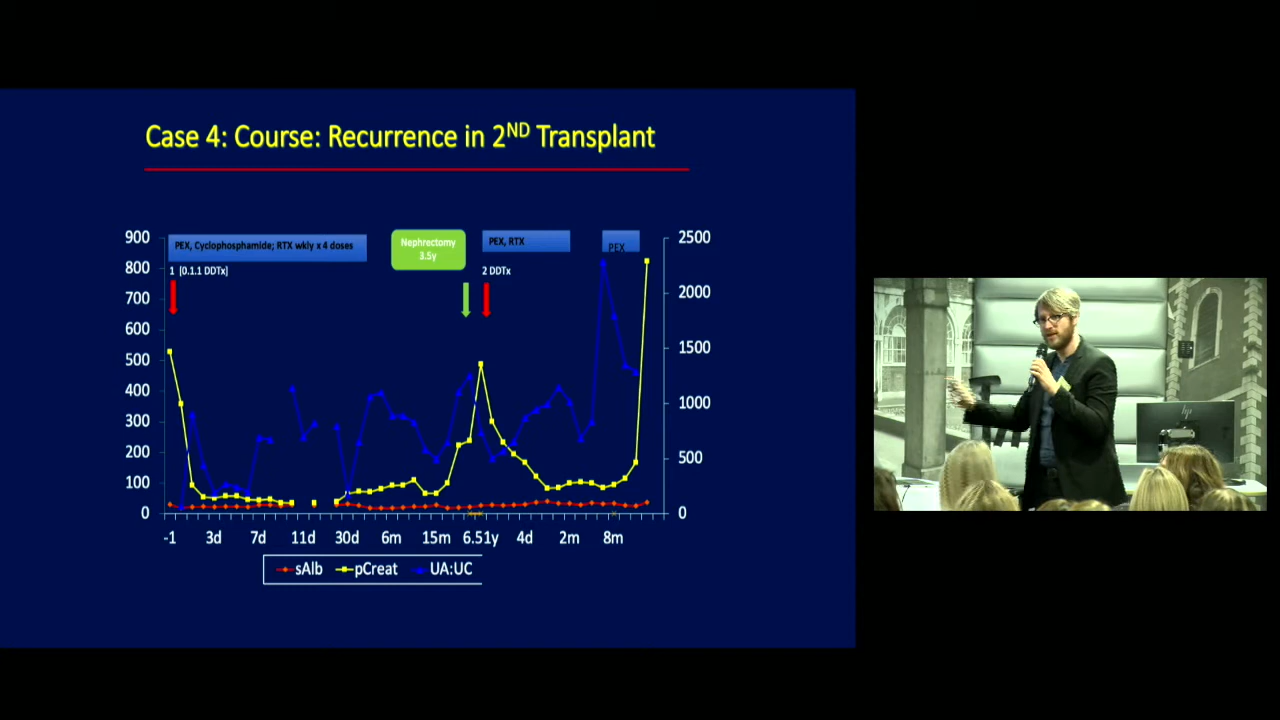 Case 4: Course: Recurrence in 2ND Transplant
PEX, Cyclophosphamide; RTX wkly x 4 doses
Nephrectomy
3.5y
PEX, RTX
PEX
1 (0.1.1 DDTx)
2 DDTx
900
800
700
600
500
400
300
200
100
0
2500
2000
1500
1000
500
0
-1 3d 7d 11d 30d 6m 15m 6.51y 4d 2m 8m
sAlb pCreat UA:UC
hp